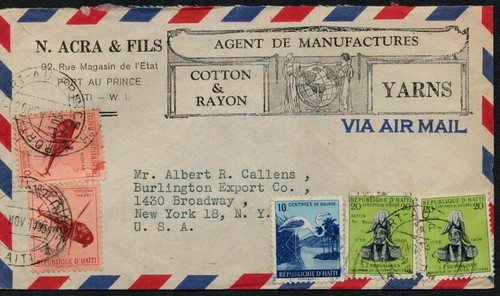 N. ACRA & FILS
92, Rue Magasin de l'Etat
PORT AU PRINCE
HAITI - W. I.
AGENT DE MANUFACTURES
COTTON
&
RAYON
YARNS
VIA AIR MAIL
Mr. Albert R. Callens ,
Burlington Export Co. ,
1430 Broadway ,
New York 18, N. Y.
U. S. A.
10 CENTIMES DE GOURDE
REPUBLIQUE D'HAITI
20
REPUBLIQUE D'HAITI
20
REPUBLIQUE D'HAITI
REPUBLIQUE D'HAITI